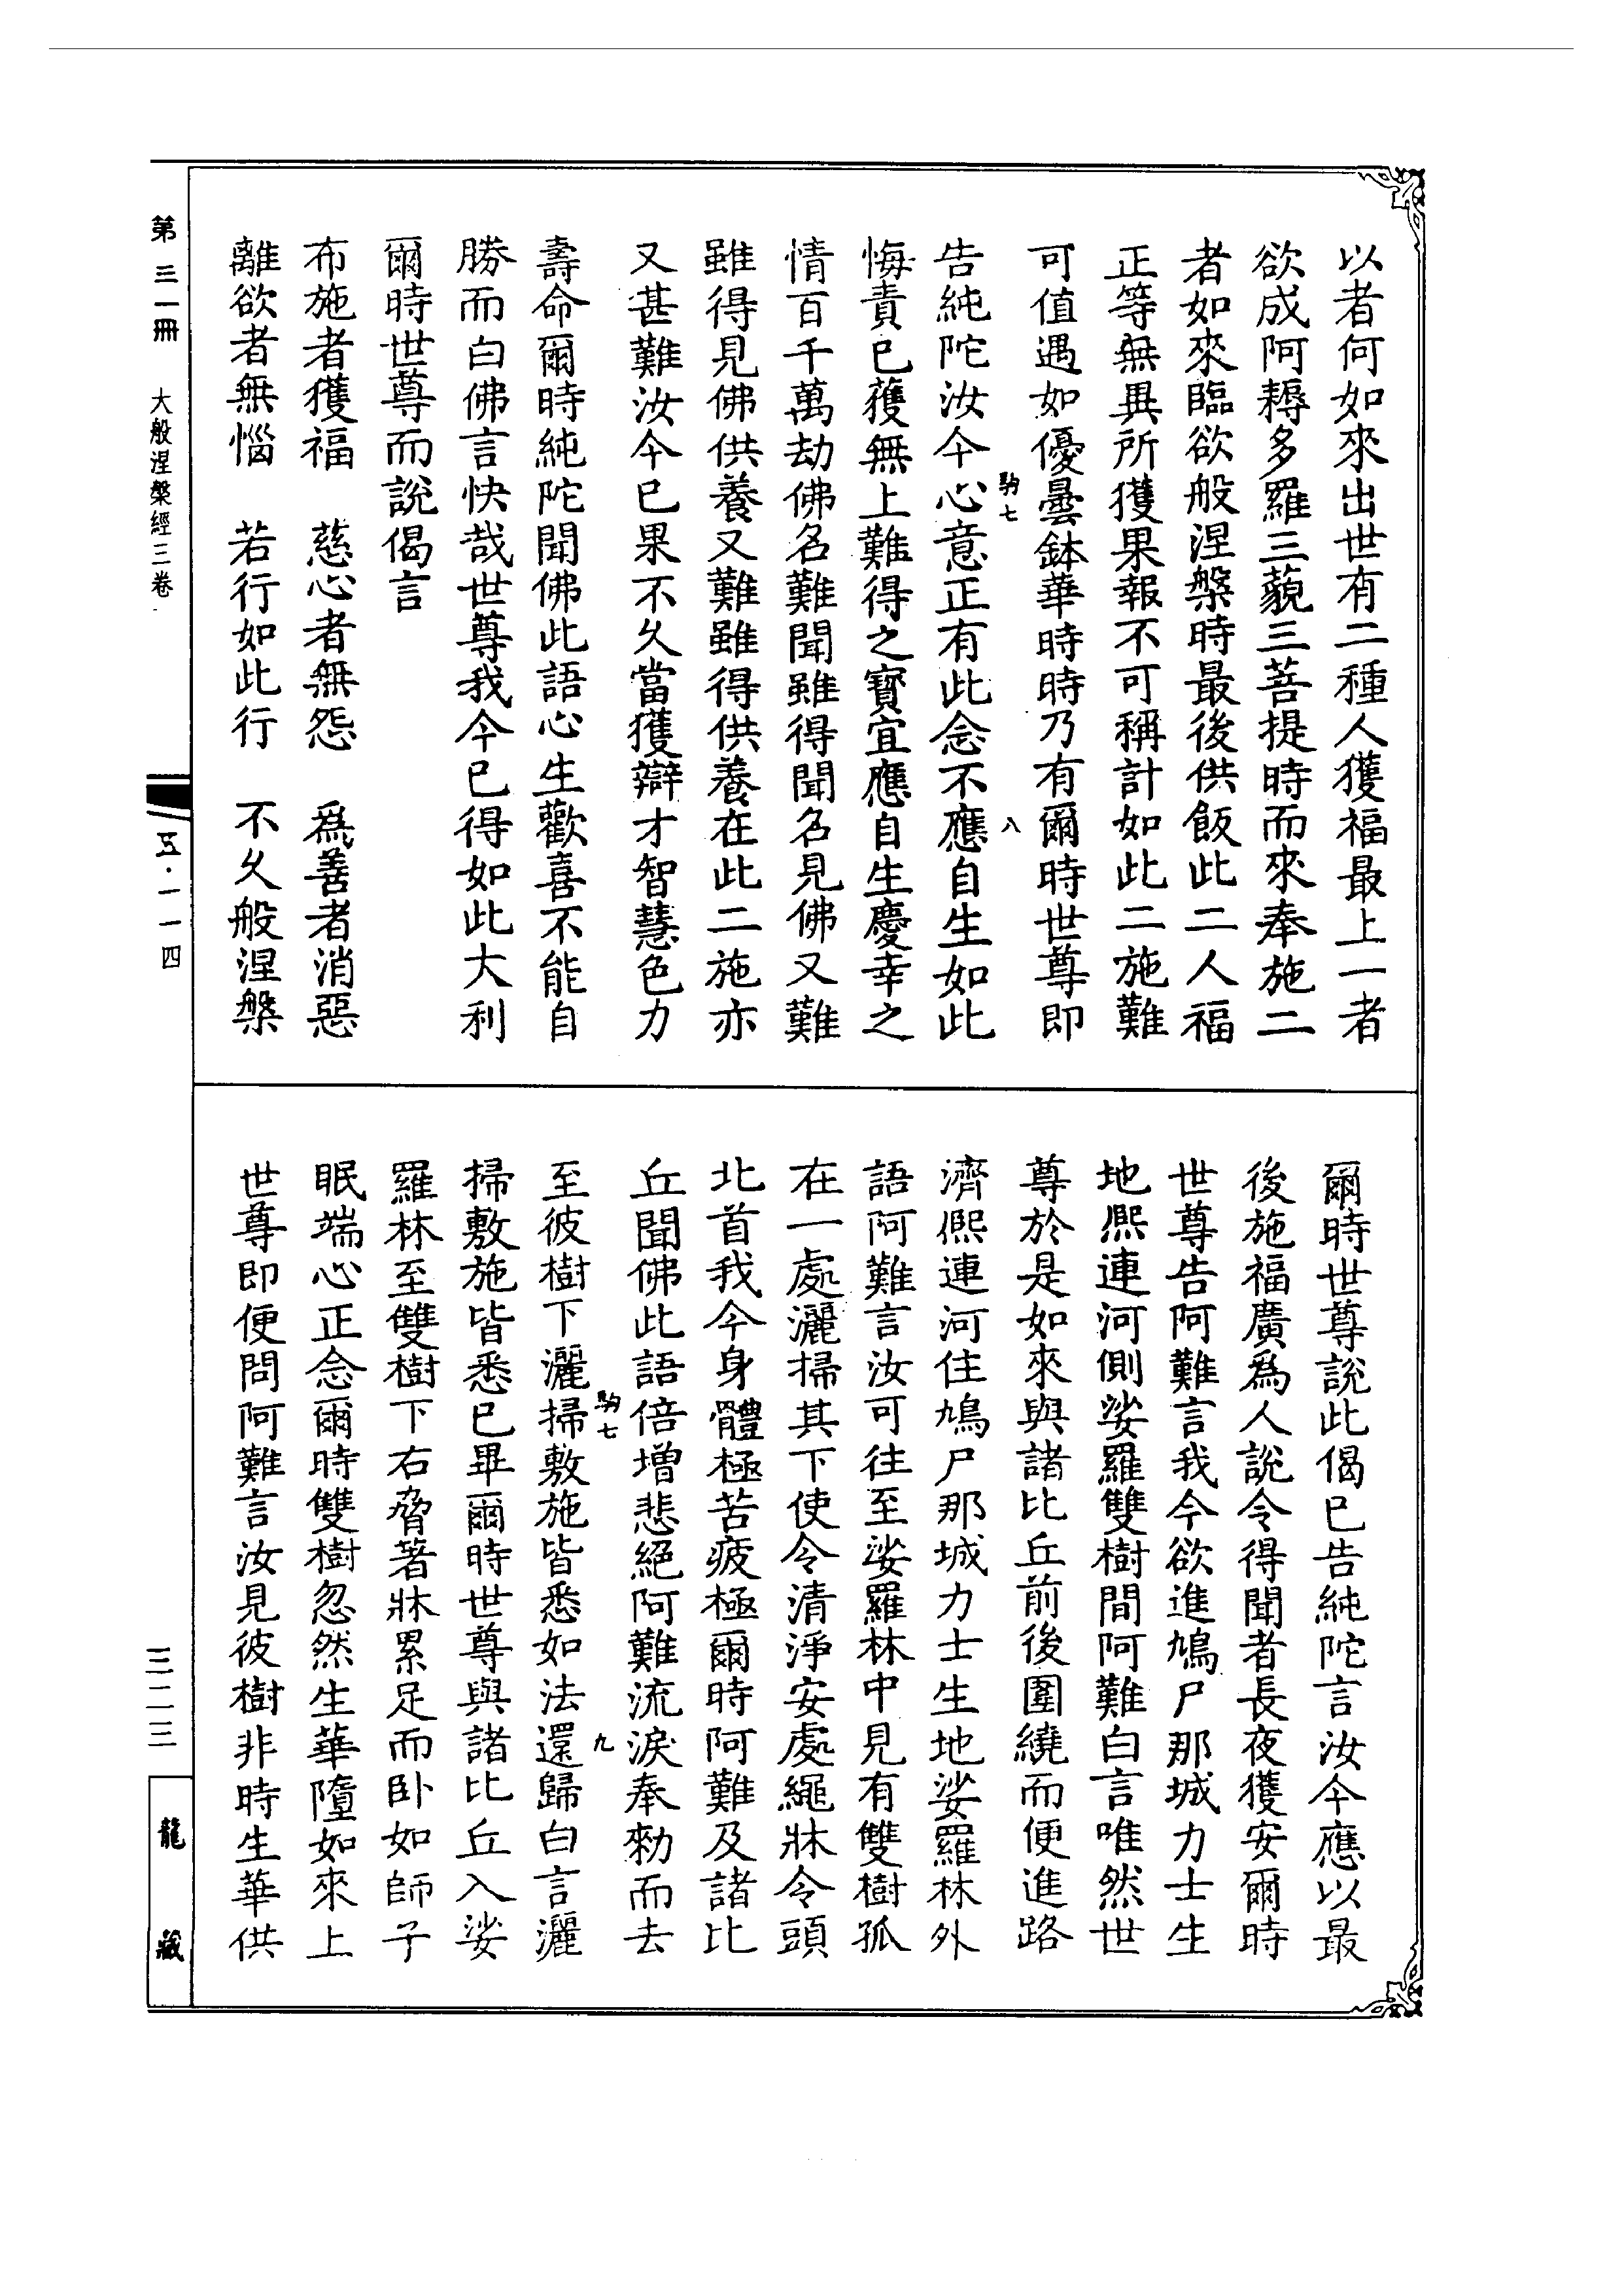 以者何如來出世有二種人獲福最上一者
欲成阿耨多羅三藐三菩提時而來奉施二
者如來臨欲般涅槃時最後供飯此二人福
正等無異所獲果報不可稱計如此二施難
可值遇如優曇鉢華時時乃有爾時世尊即
駒七
八
告純陀汝今心意正有此念不應自生如此
悔責已獲無上難得之寶宜應自生慶幸之
情百千萬劫佛名難聞雖得聞名見佛又難
雖得見佛供養又難雖得供養在此二施亦
又甚難汝今已果不久當獲辯才智慧色力
壽命爾時純陀聞佛此語心生歡喜不能自
勝而白佛言快哉世尊我今已得如此大利
爾時世尊而說偈言
布施者獲福　慈心者無怨　為善者消惡
離欲者無惱　若行如此行　不久般涅槃
爾時世尊說此偈已告純陀言汝今應以最
後施福廣為人說令得聞者長夜獲安爾時
世尊告阿難言我今欲進鳩尸那城力士生
地熈連河側娑羅雙樹間阿難白言唯然世
尊於是如來與諸比丘前後圍繞而便進路
濟熈連河住鳩尸那城力士生地娑羅林外
語阿難言汝可往至娑羅林中見有雙樹孤
在一處灑掃其下使令清淨安處繩牀令頭
北首我今身體極苦疲極爾時阿難及諸比
丘聞佛此語倍增悲絕阿難流淚奉勑而去
駒七
九
至彼樹下灑掃敷施皆悉如法還歸白言灑
掃敷施皆悉已畢爾時世尊與諸比丘入娑
羅林至雙樹下右脅著牀累足而卧如師子
眠端心正念爾時雙樹忽然生華墮如來上
世尊即便問阿難言汝見彼樹非時生華供
第三一冊　大般涅槃經三卷
五·一一四
三二三
龍藏